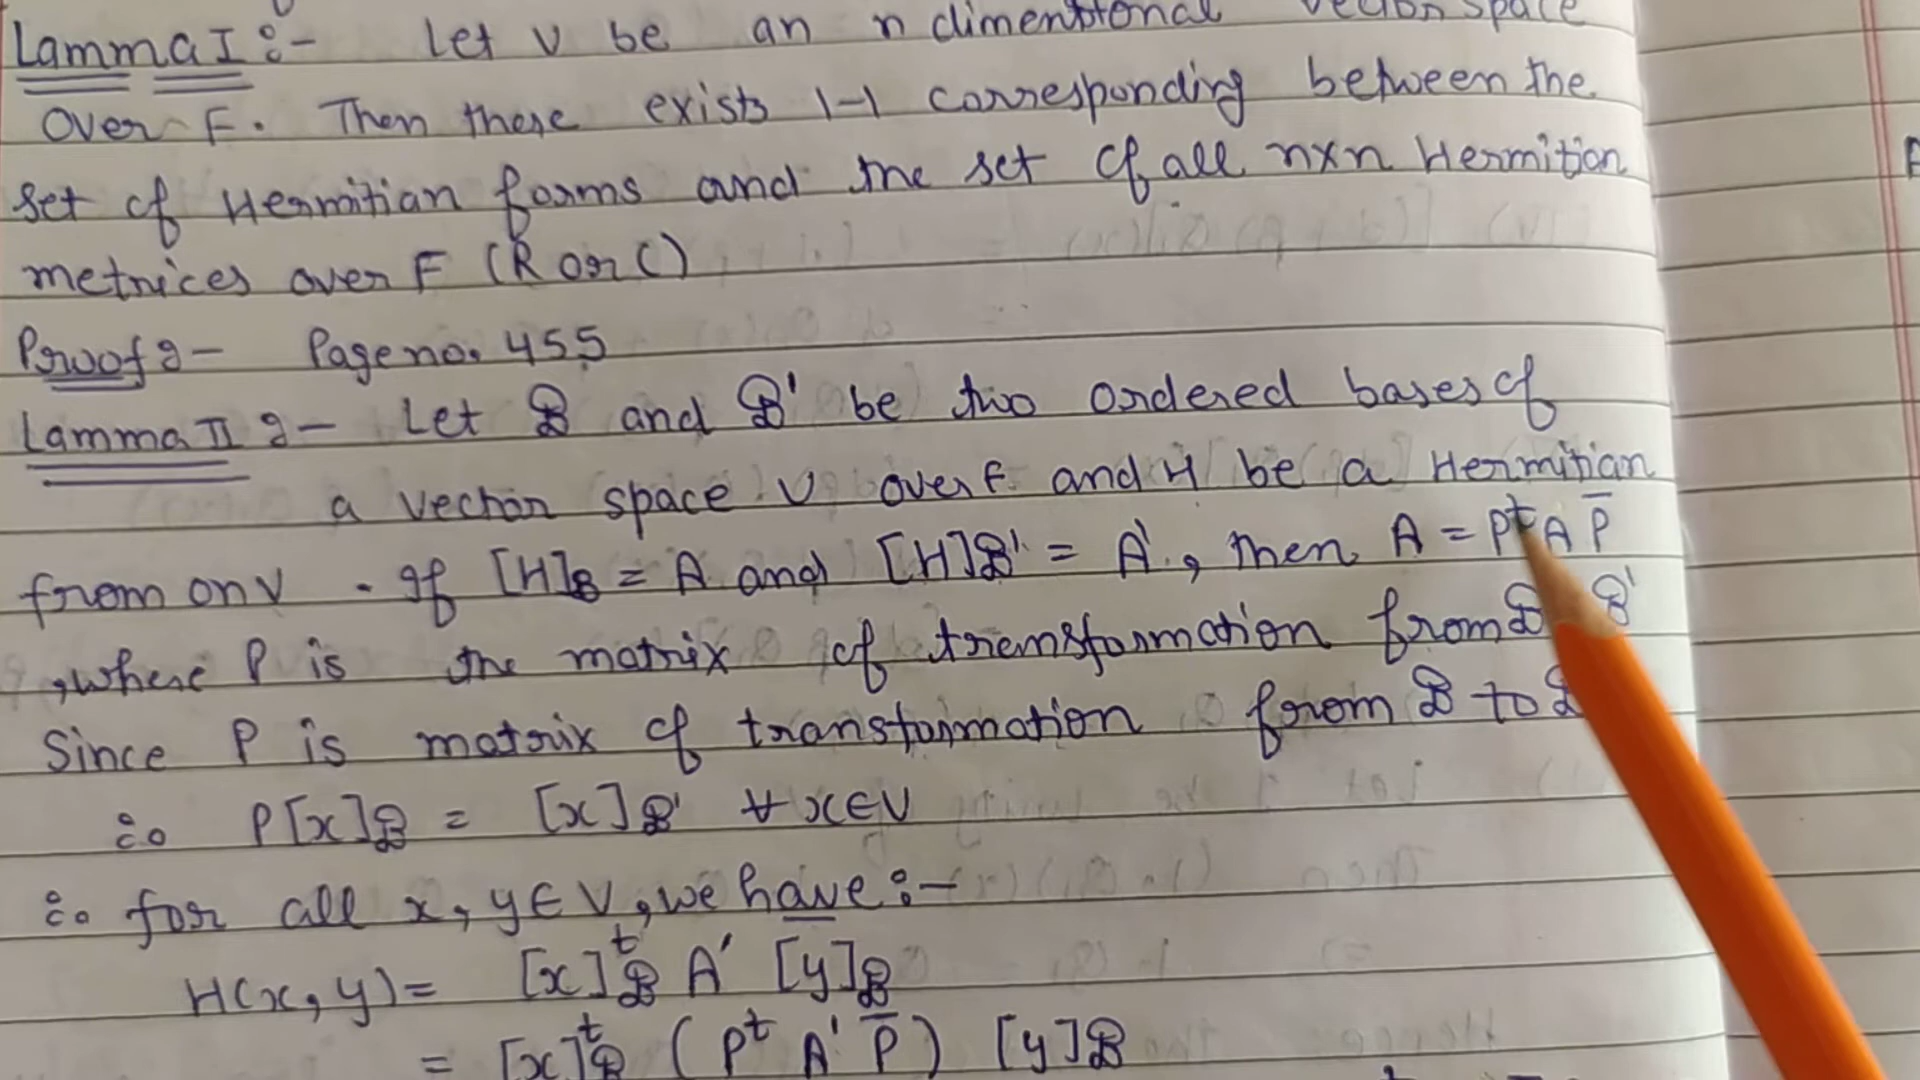 Lamma I :- Let V be an n dimentional vector space
over F. Then there exists 1-1 corresponding between the
set of Hermitian forms and the set of all n×n Hermitian
metrices over F (R or C)
Proof :- Page no. 455
Lamma II :- Let B and B' be two ordered bases of
a vector space V over F and H be a Hermitian
from on V . If [H]B = A and [H]B' = A', then A = Pᵗ A P̅
, where P is the matrix of transformation from B B'
Since P is matrix of transformation from B to
∴ P[x]B = [x]B' ∀ x∈V
∴ for all x, y ∈ V, we have :-
H(x, y) = [x]ᵗB A' [y]B
= [x]ᵗB ( Pᵗ A' P̅ ) [y]B